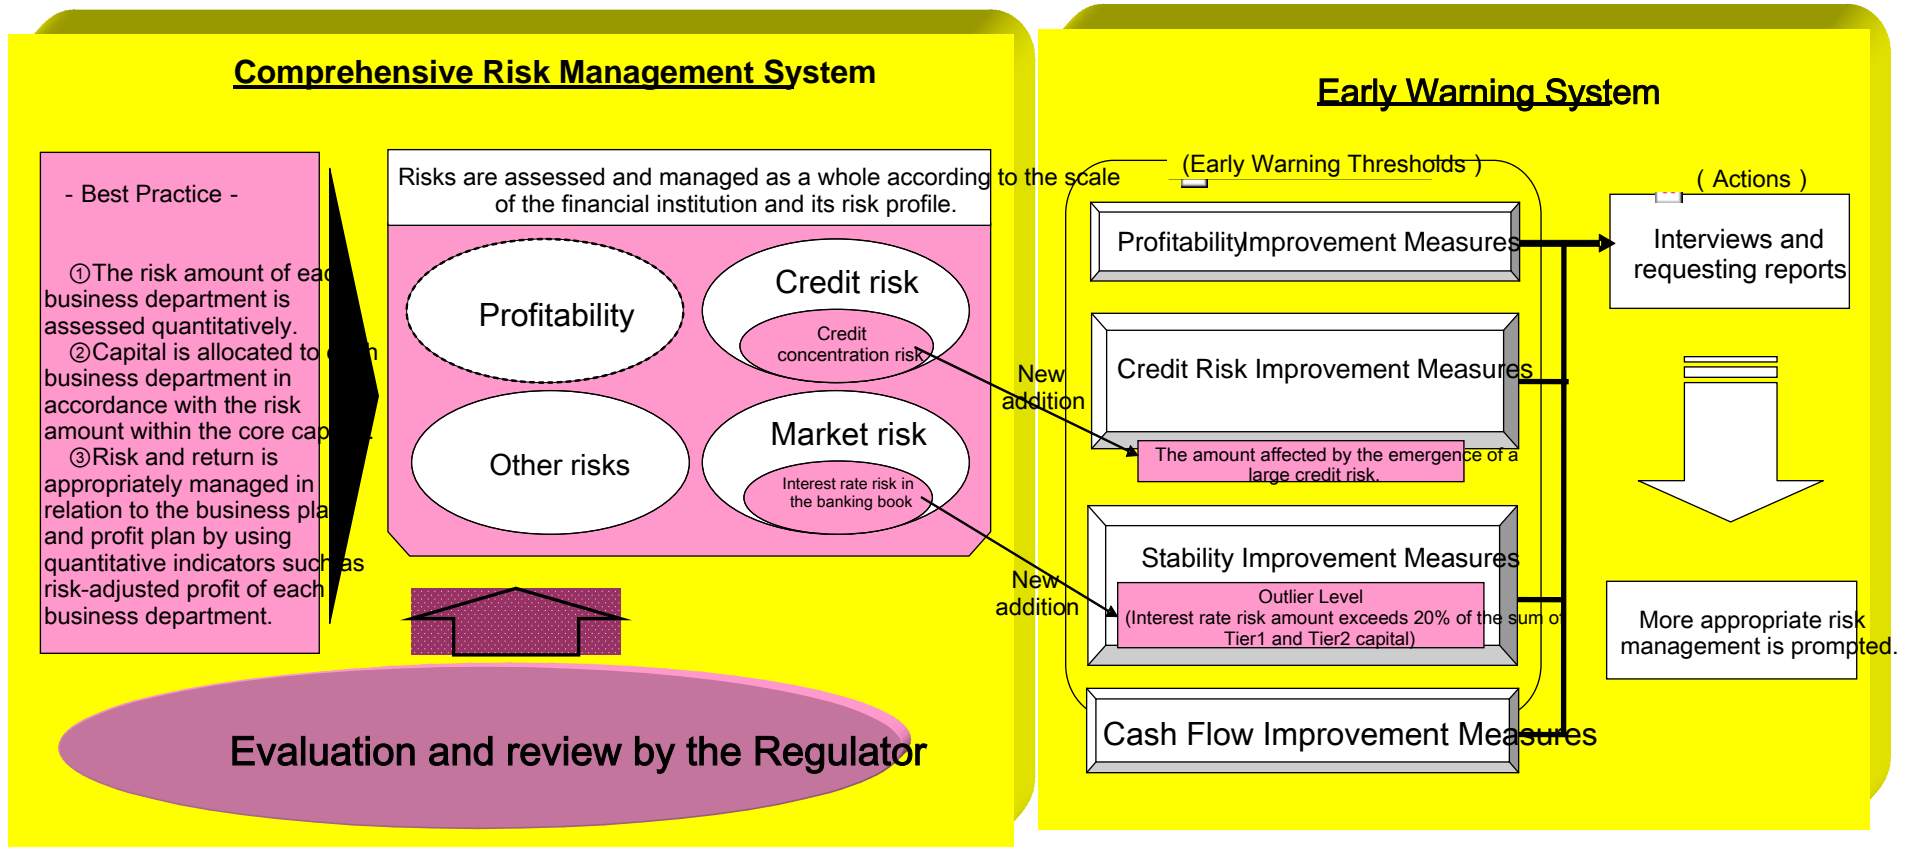 Comprehensive Risk Management System
- Best Practice -
①The risk amount of each
business department is
assessed quantitatively.
②Capital is allocated to each
business department in
accordance with the risk
amount within the core capital.
③Risk and return is
appropriately managed in
relation to the business plan
and profit plan by using
quantitative indicators such as
risk-adjusted profit of each
business department.
Risks are assessed and managed as a whole according to the scale
of the financial institution and its risk profile.
Profitability
Credit risk
Credit
concentration risk
Other risks
Market risk
Interest rate risk in
the banking book
Evaluation and review by the Regulator
New
addition
New
addition
Early Warning System
(Early Warning Thresholds )
Profitability Improvement Measures
Credit Risk Improvement Measures
The amount affected by the emergence of a
large credit risk.
Stability Improvement Measures
Outlier Level
(Interest rate risk amount exceeds 20% of the sum of
Tier1 and Tier2 capital)
Cash Flow Improvement Measures
( Actions )
Interviews and
requesting reports
More appropriate risk
management is prompted.